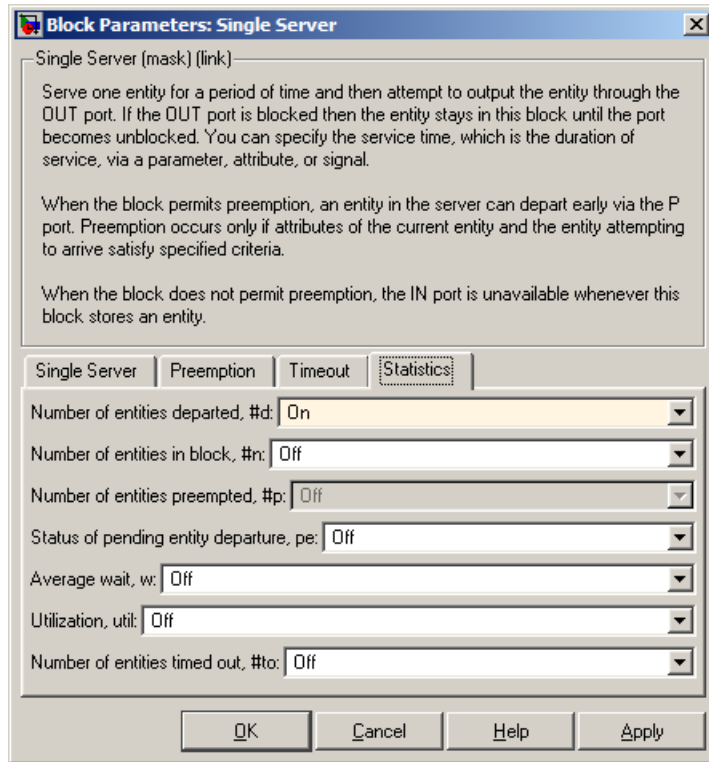 Block Parameters: Single Server
Single Server (mask) (link)
Serve one entity for a period of time and then attempt to output the entity through the
OUT port. If the OUT port is blocked then the entity stays in this block until the port
becomes unblocked. You can specify the service time, which is the duration of
service, via a parameter, attribute, or signal.
When the block permits preemption, an entity in the server can depart early via the P
port. Preemption occurs only if attributes of the current entity and the entity attempting
to arrive satisfy specified criteria.
When the block does not permit preemption, the IN port is unavailable whenever this
block stores an entity.
Single Server Preemption Timeout Statistics
Number of entities departed, #d: On
Number of entities in block, #n: Off
Number of entities preempted, #p: Off
Status of pending entity departure, pe: Off
Average wait, w: Off
Utilization, util: Off
Number of entities timed out, #to: Off
OK Cancel Help Apply